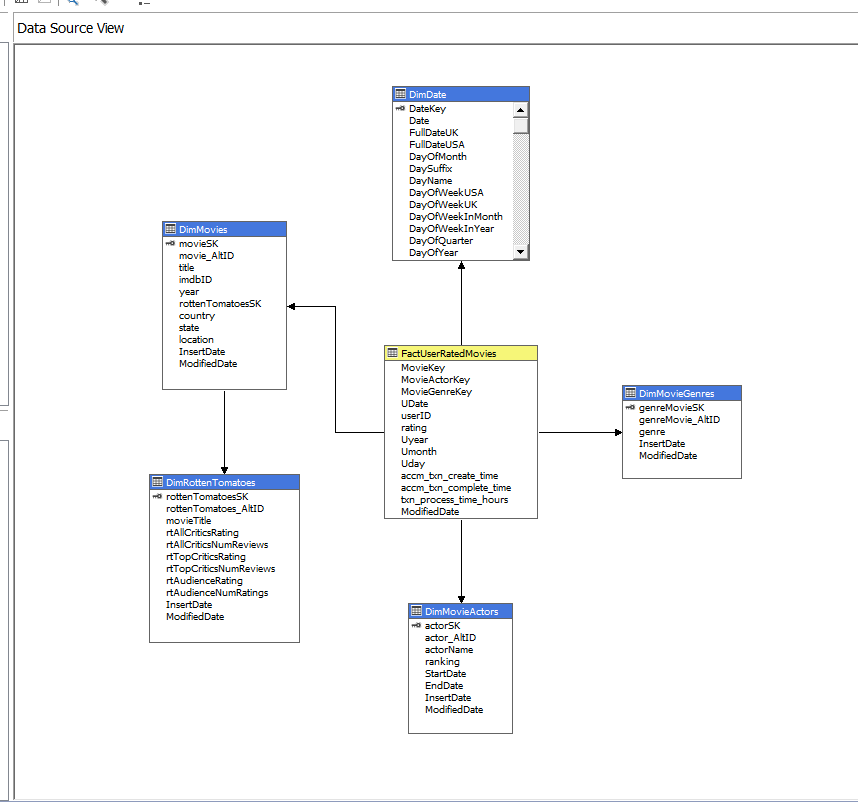 Data Source View
DimDate
DateKey
Date
FullDateUK
FullDateUSA
DayOfMonth
DaySuffix
DayName
DayOfWeekUSA
DayOfWeekUK
DayOfWeekInMonth
DayOfWeekInYear
DayOfQuarter
DayOfYear
DimMovies
movieSK
movie_AltID
title
imdbID
year
rottenTomatoesSK
country
state
location
InsertDate
ModifiedDate
FactUserRatedMovies
MovieKey
MovieActorKey
MovieGenreKey
UDate
userID
rating
Uyear
Umonth
Uday
accm_txn_create_time
accm_txn_complete_time
txn_process_time_hours
ModifiedDate
DimMovieGenres
genreMovieSK
genreMovie_AltID
genre
InsertDate
ModifiedDate
DimRottenTomatoes
rottenTomatoesSK
rottenTomatoes_AltID
movieTitle
rtAllCriticsRating
rtAllCriticsNumReviews
rtTopCriticsRating
rtTopCriticsNumReviews
rtAudienceRating
rtAudienceNumRatings
InsertDate
ModifiedDate
DimMovieActors
actorSK
actor_AltID
actorName
ranking
StartDate
EndDate
InsertDate
ModifiedDate